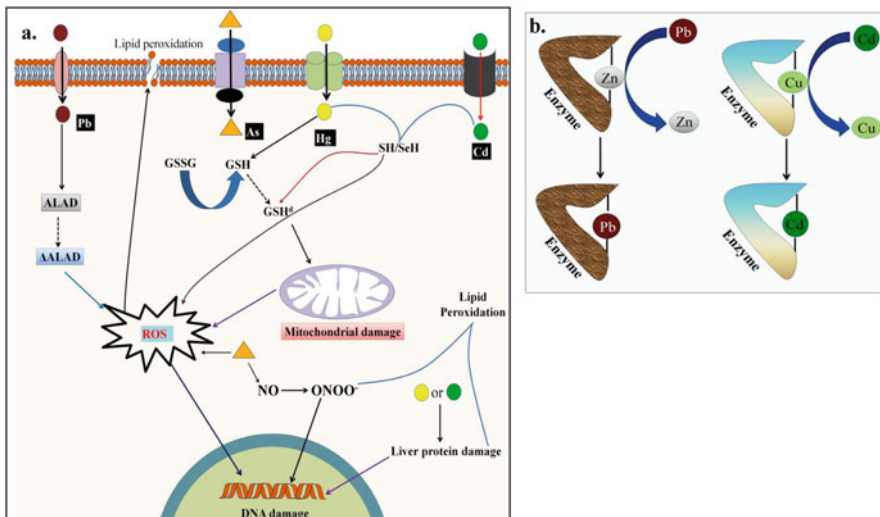 a.
Lipid peroxidation
Pb
As
Hg
Cd
SH/SeH
GSSG
GSH
GSHᵈ
ALAD
ΔALAD
Mitochondrial damage
ROS
Lipid
Peroxidation
NO
ONOO⁻
or
Liver protein damage
DNA damage
b.
Pb
Zn
Enzyme
Zn
Cd
Cu
Enzyme
Cu
Pb
Enzyme
Cd
Enzyme